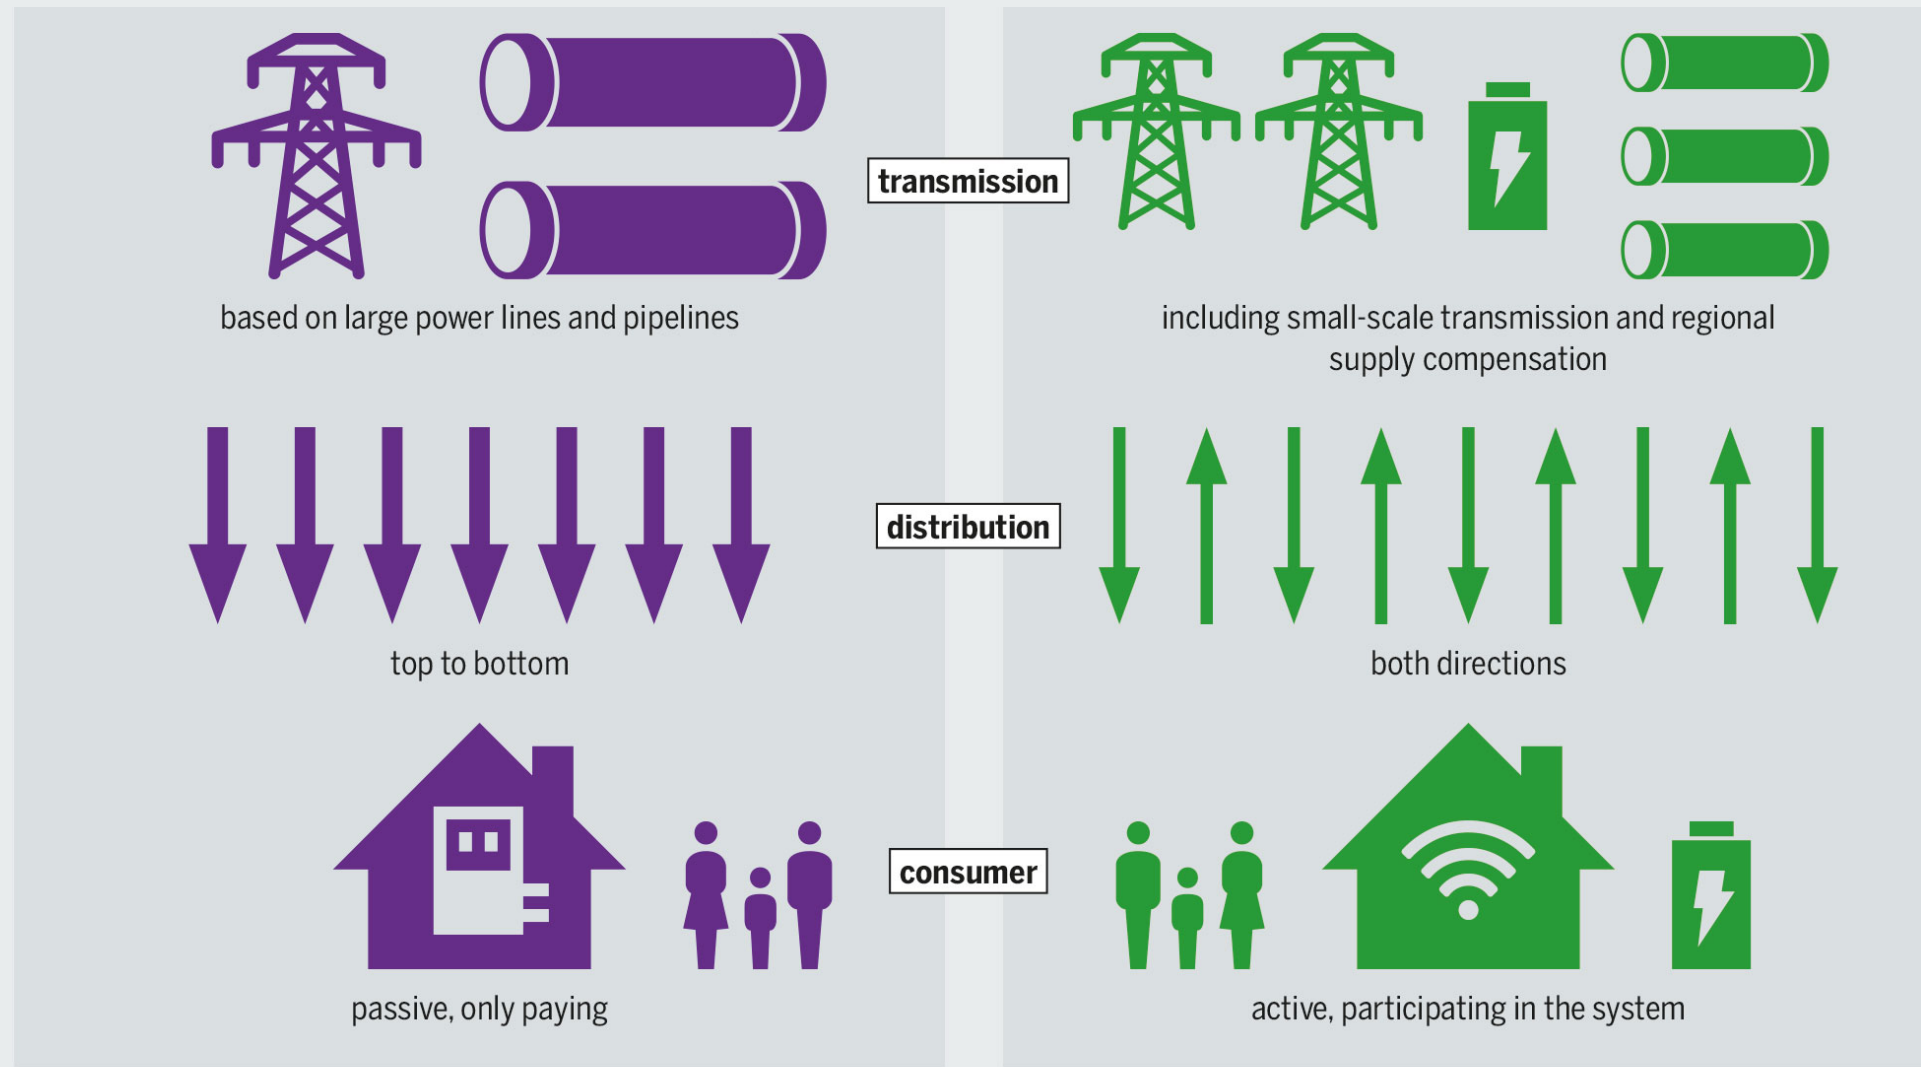 transmission
based on large power lines and pipelines
including small-scale transmission and regional
supply compensation
distribution
top to bottom
both directions
consumer
passive, only paying
active, participating in the system